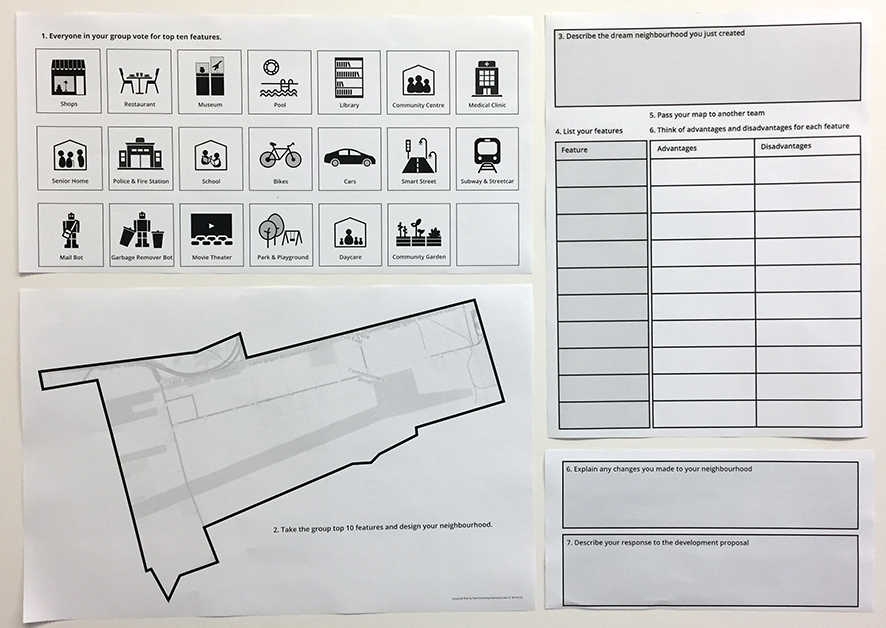 1. Everyone in your group vote for top ten features.
Shops
Restaurant
Museum
Pool
Library
Community Centre
Medical Clinic
Senior Home
Police & Fire Station
School
Bikes
Cars
Smart Street
Subway & Streetcar
Mail Bot
Garbage Remover Bot
Movie Theater
Park & Playground
Daycare
Community Garden
2. Take the group top 10 features and design your neighbourhood.
3. Describe the dream neighbourhood you just created
5. Pass your map to another team
4. List your features
6. Think of advantages and disadvantages for each feature
Feature
Advantages
Disadvantages
6. Explain any changes you made to your neighbourhood
7. Describe your response to the development proposal